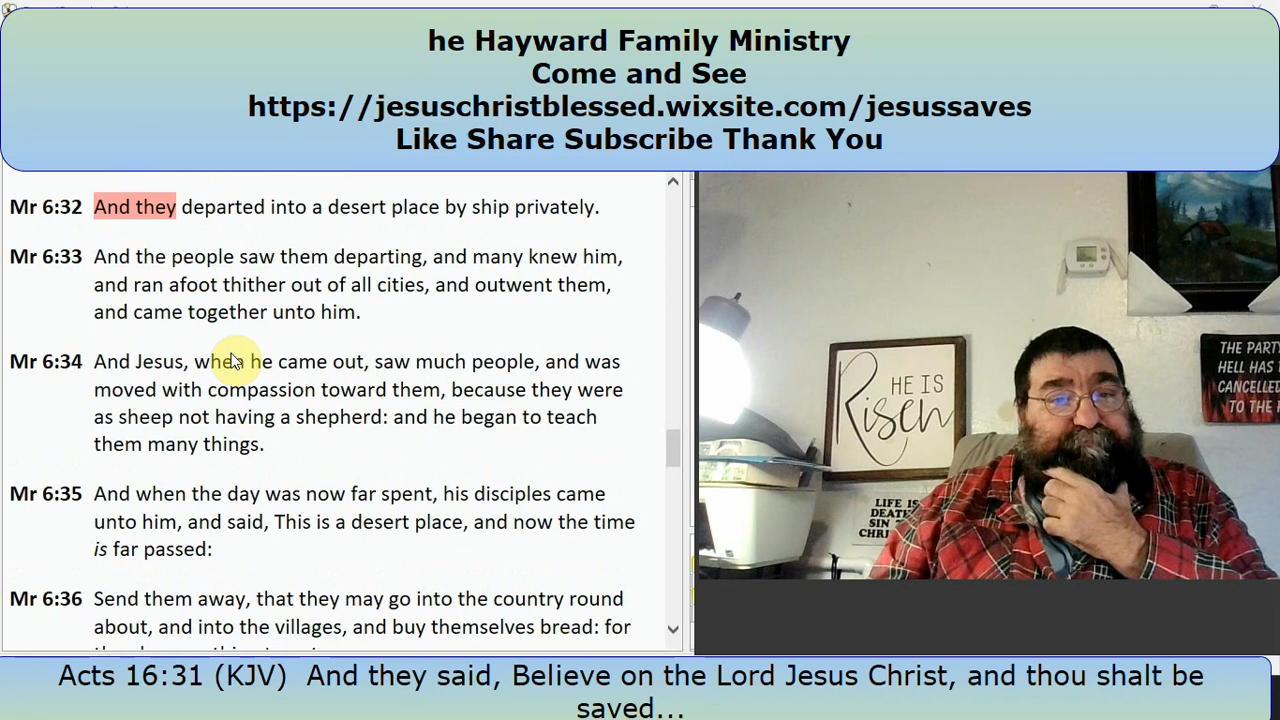 he Hayward Family Ministry
Come and See
https://jesuschristblessed.wixsite.com/jesussaves
Like Share Subscribe Thank You
Mr 6:32 And they departed into a desert place by ship privately.
Mr 6:33 And the people saw them departing, and many knew him,
and ran afoot thither out of all cities, and outwent them,
and came together unto him.
Mr 6:34 And Jesus, when he came out, saw much people, and was
moved with compassion toward them, because they were
as sheep not having a shepherd: and he began to teach
them many things.
Mr 6:35 And when the day was now far spent, his disciples came
unto him, and said, This is a desert place, and now the time
is far passed:
Mr 6:36 Send them away, that they may go into the country round
about, and into the villages, and buy themselves bread: for
HE IS
Risen
LIFE IS
DEATH
SIN
THE PARTY
HELL HAS
CANCELLED
TO THE
Acts 16:31 (KJV) And they said, Believe on the Lord Jesus Christ, and thou shalt be
saved...